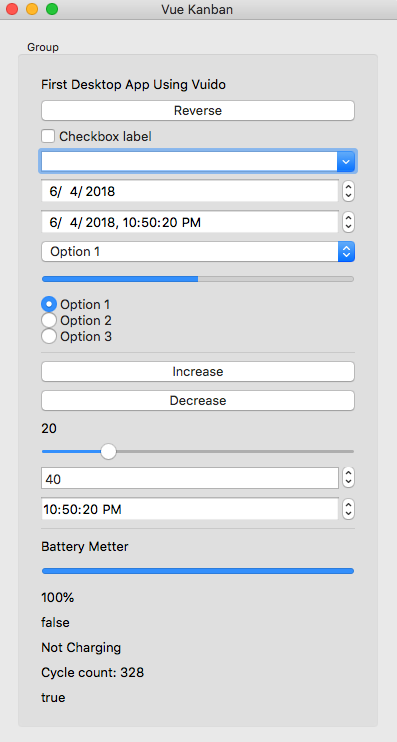 Vue Kanban
Group
First Desktop App Using Vuido
Reverse
Checkbox label
6/ 4/ 2018
6/ 4/ 2018, 10:50:20 PM
Option 1
Option 1
Option 2
Option 3
Increase
Decrease
20
40
10:50:20 PM
Battery Metter
100%
false
Not Charging
Cycle count: 328
true